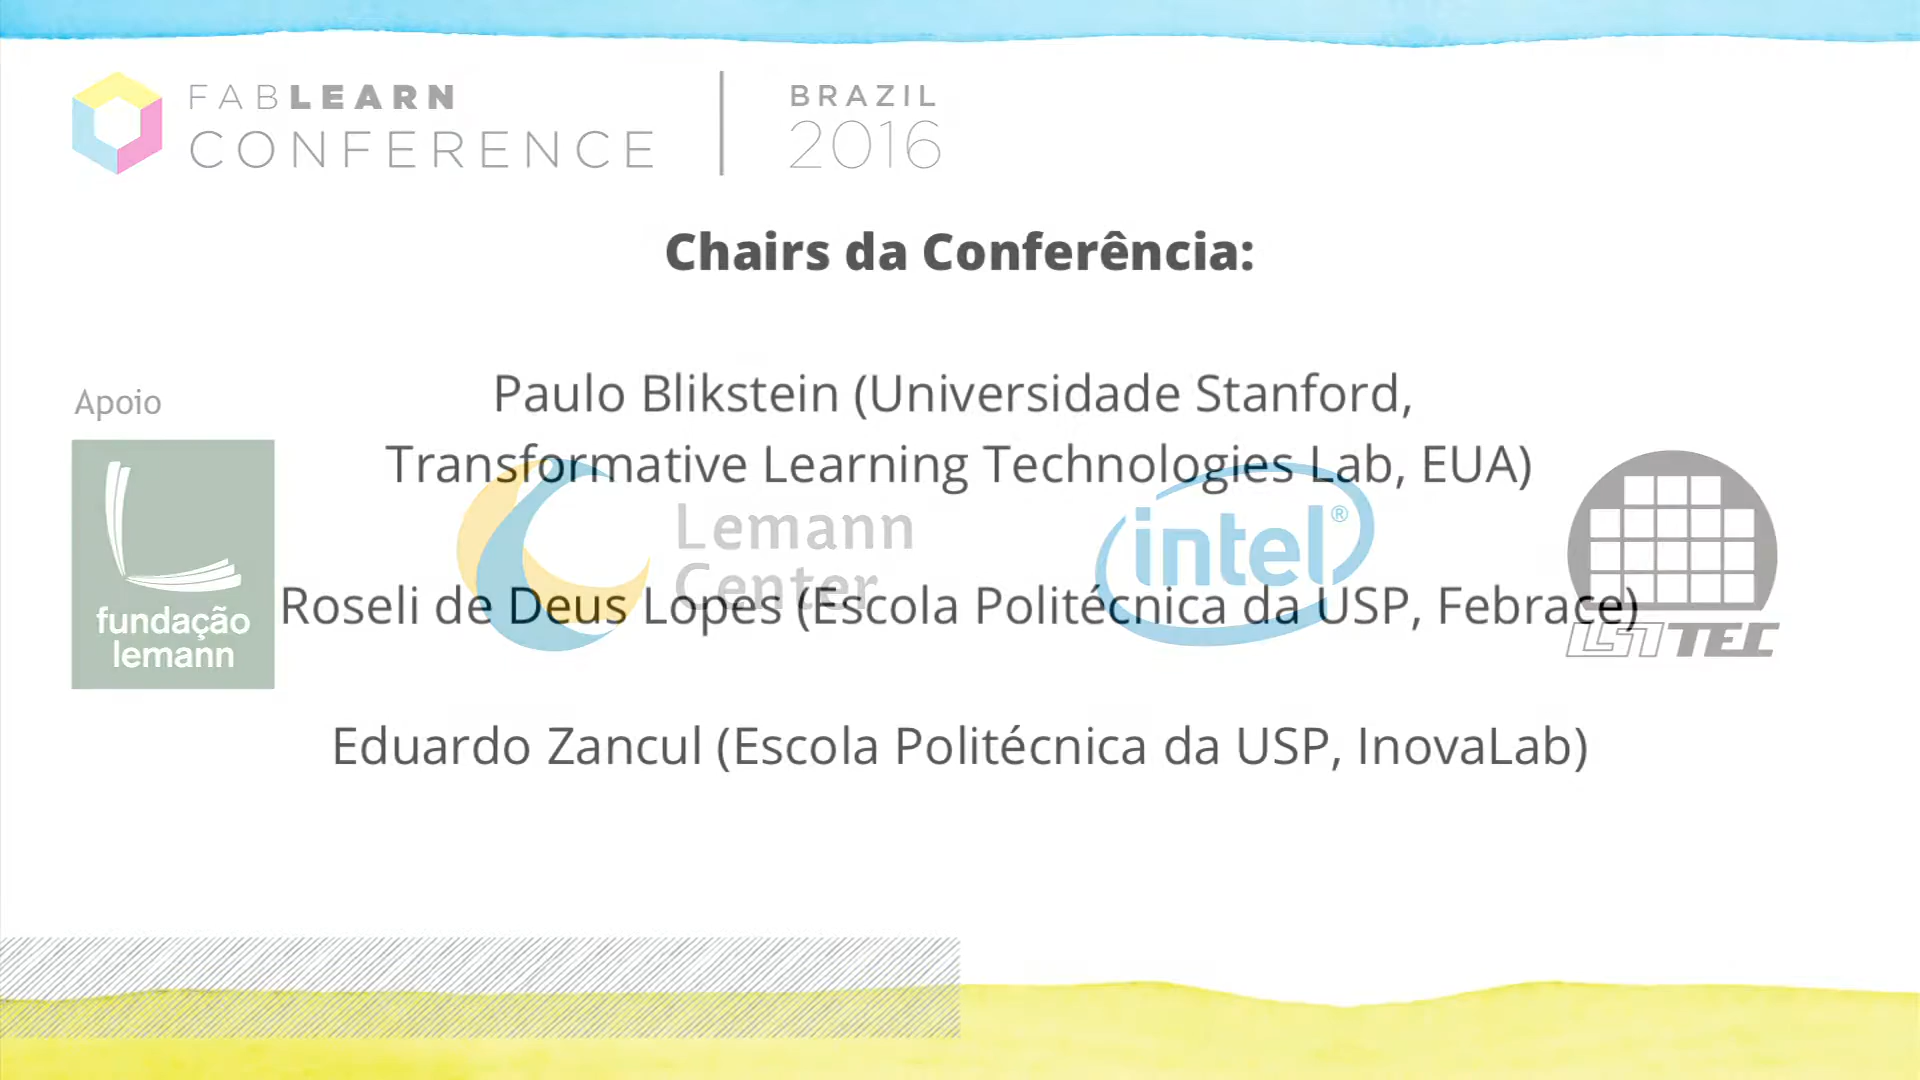 FABLEARN
CONFERENCE
BRAZIL
2016
Chairs da Conferência:
Paulo Blikstein (Universidade Stanford,
Transformative Learning Technologies Lab, EUA)
Roseli de Deus Lopes (Escola Politécnica da USP, Febrace)
Eduardo Zancul (Escola Politécnica da USP, InovaLab)
Apoio
fundação
lemann
Lemann
Center
intel®
LSITEC